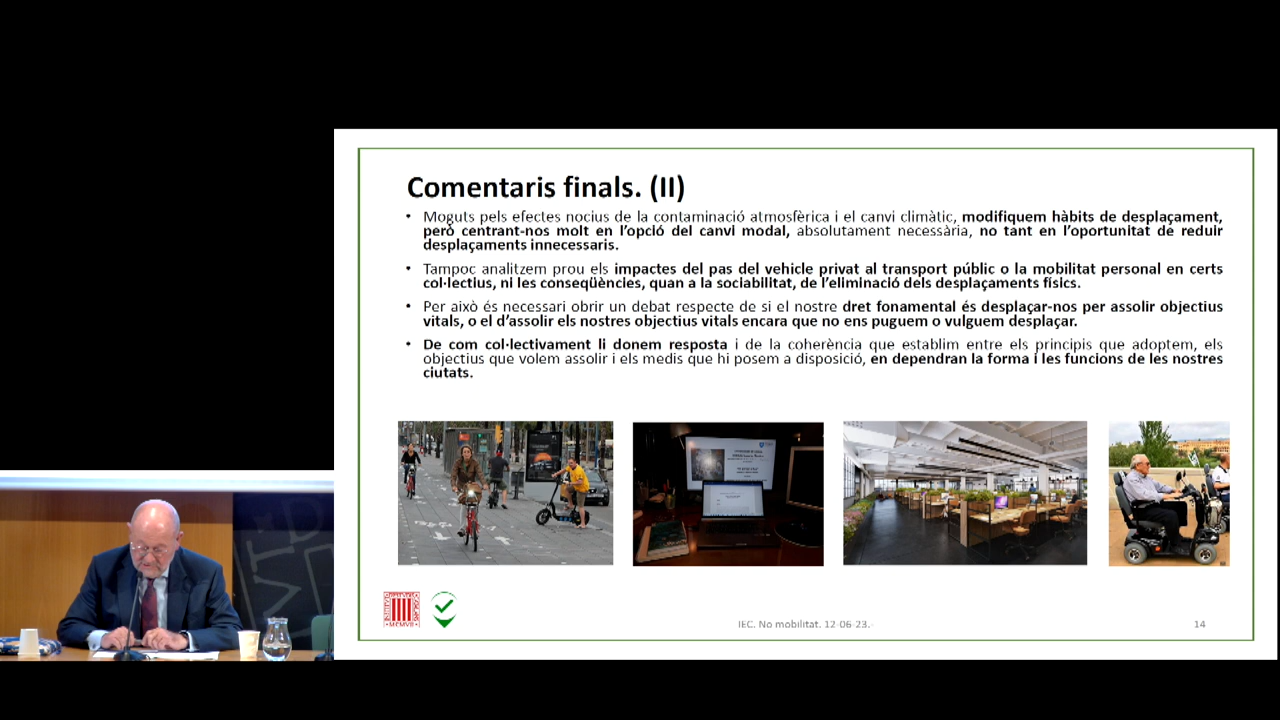 Comentaris finals. (II)
• Moguts pels efectes nocius de la contaminació atmosfèrica i el canvi climàtic, modifiquem hàbits de desplaçament,
però centrant-nos molt en l'opció del canvi modal, absolutament necessària, no tant en l'oportunitat de reduir
desplaçaments innecessaris.
• Tampoc analitzem prou els impactes del pas del vehicle privat al transport públic o la mobilitat personal en certs
col·lectius, ni les conseqüències, quan a la sociabilitat, de l'eliminació dels desplaçaments físics.
• Per això és necessari obrir un debat respecte de si el nostre dret fonamental és desplaçar-nos per assolir objectius
vitals, o el d'assolir els nostres objectius vitals encara que no ens puguem o vulguem desplaçar.
• De com col·lectivament li donem resposta i de la coherència que establim entre els principis que adoptem, els
objectius que volem assolir i els medis que hi posem a disposició, en dependran la forma i les funcions de les nostres
ciutats.
IEC. No mobilitat. 12-06-23.-
14